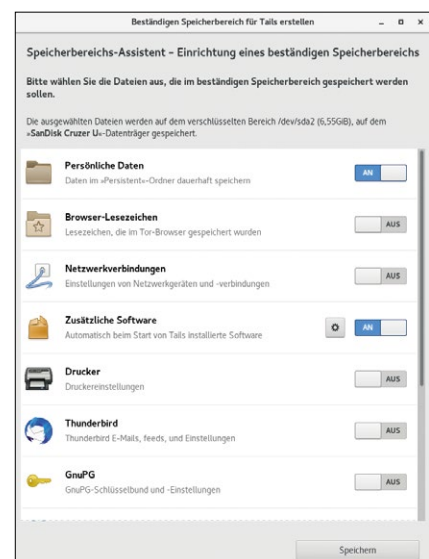 Beständigen Speicherbereich für Tails erstellen
Speicherbereichs-Assistent – Einrichtung eines beständigen Speicherbereichs
Bitte wählen Sie die Dateien aus, die im beständigen Speicherbereich gespeichert werden
sollen.
Die ausgewählten Dateien werden auf dem verschlüsselten Bereich /dev/sda2 (6,55GiB), auf dem
»SanDisk Cruzer U«-Datenträger gespeichert.
Persönliche Daten
Daten im »Persistent«-Ordner dauerhaft speichern
AN
Browser-Lesezeichen
Lesezeichen, die im Tor-Browser gespeichert wurden
AUS
Netzwerkverbindungen
Einstellungen von Netzwerkgeräten und -verbindungen
AUS
Zusätzliche Software
Automatisch beim Start von Tails installierte Software
AN
Drucker
Druckereinstellungen
AUS
Thunderbird
Thunderbird E-Mails, feeds, und Einstellungen
AUS
GnuPG
GnuPG-Schlüsselbund und -Einstellungen
AUS
Speichern